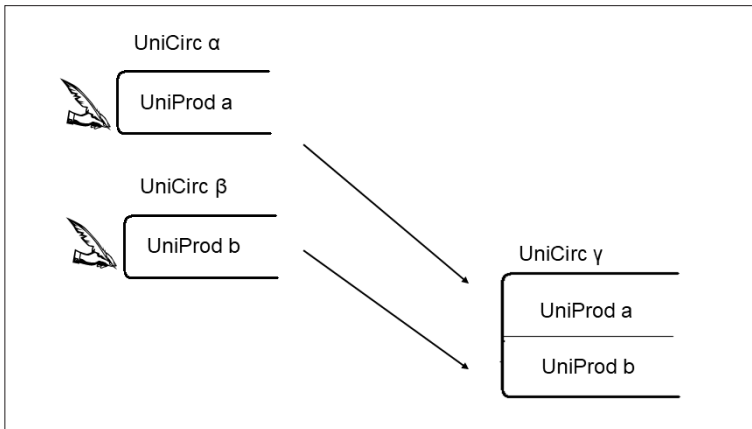 UniCirc α
UniProd a
UniCirc β
UniProd b
UniCirc γ
UniProd a
UniProd b